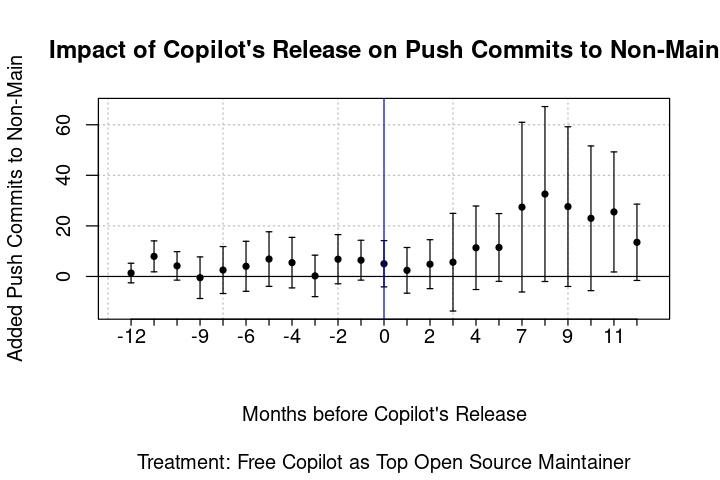 Impact of Copilot's Release on Push Commits to Non-Main
Added Push Commits to Non-Main
60
40
20
0
-12 -9 -6 -4 -2 0 2 4 7 9 11
Months before Copilot's Release
Treatment: Free Copilot as Top Open Source Maintainer